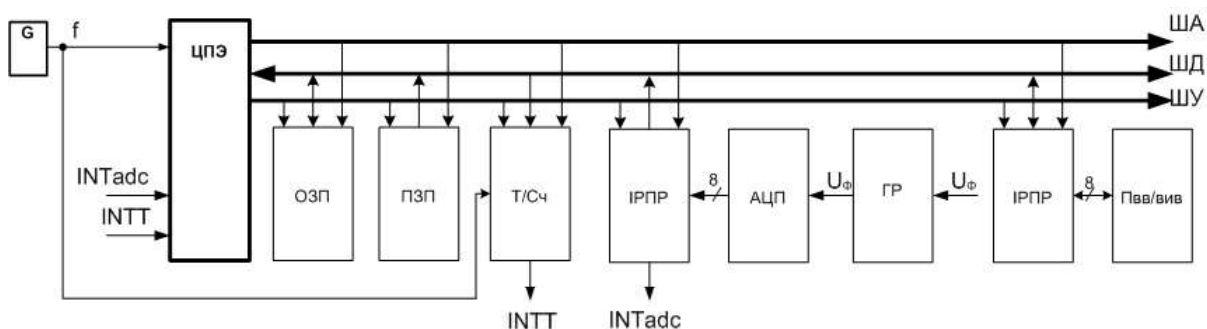 G
f
ЦПЭ
ША
ШД
ШУ
INTadc
INTT
ОЗП
ПЗП
Т/Сч
ІРПР
8
АЦП
Uф
ГР
Uф
ІРПР
8
Пвв/вив
INTT
INTadc